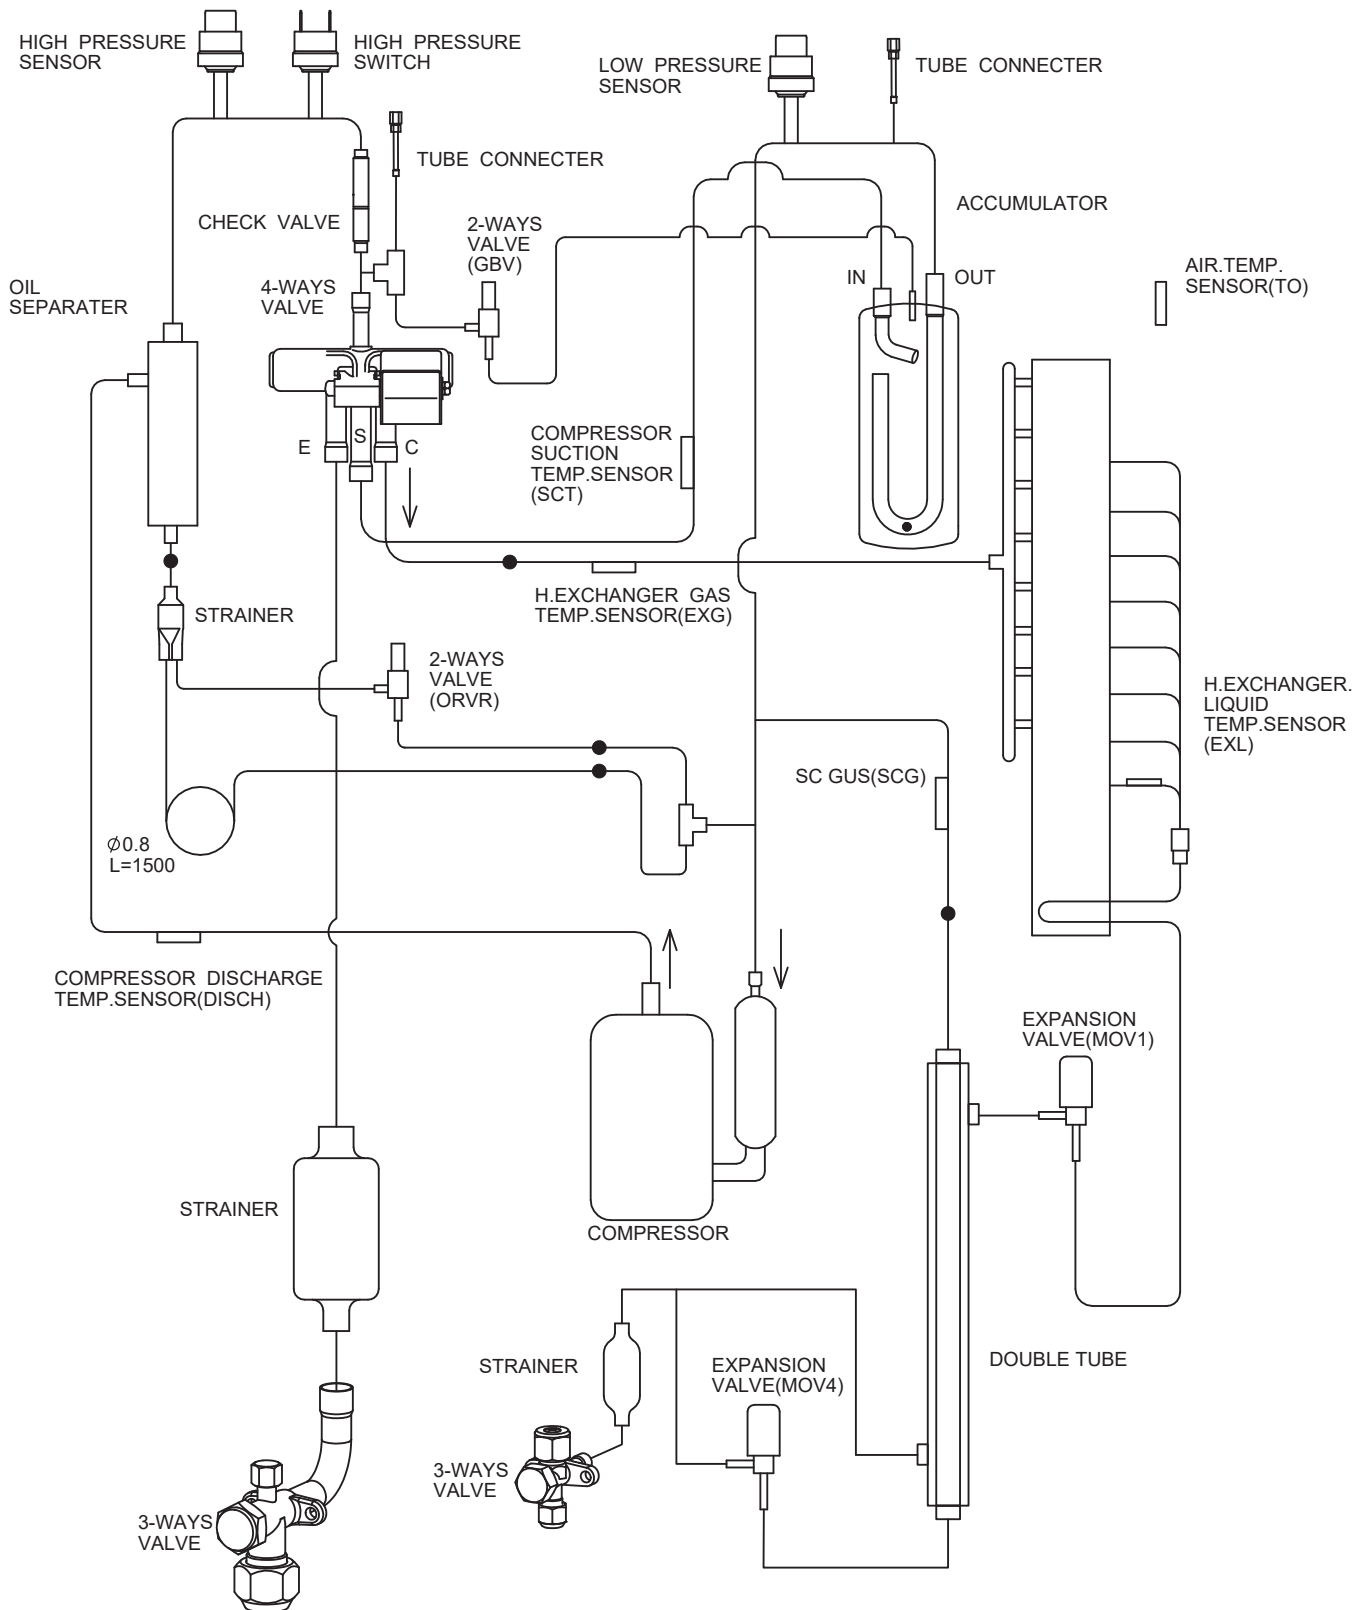 HIGH PRESSURE
SENSOR
HIGH PRESSURE
SWITCH
LOW PRESSURE
SENSOR
TUBE CONNECTER
TUBE CONNECTER
CHECK VALVE
2-WAYS
VALVE
(GBV)
ACCUMULATOR
OIL
SEPARATER
4-WAYS
VALVE
IN
OUT
AIR.TEMP.
SENSOR(TO)
E
S
C
COMPRESSOR
SUCTION
TEMP.SENSOR
(SCT)
STRAINER
H.EXCHANGER GAS
TEMP.SENSOR(EXG)
2-WAYS
VALVE
(ORVR)
H.EXCHANGER.
LIQUID
TEMP.SENSOR
(EXL)
SC GUS(SCG)
∅0.8
L=1500
COMPRESSOR DISCHARGE
TEMP.SENSOR(DISCH)
EXPANSION
VALVE(MOV1)
STRAINER
COMPRESSOR
STRAINER
EXPANSION
VALVE(MOV4)
DOUBLE TUBE
3-WAYS
VALVE
3-WAYS
VALVE